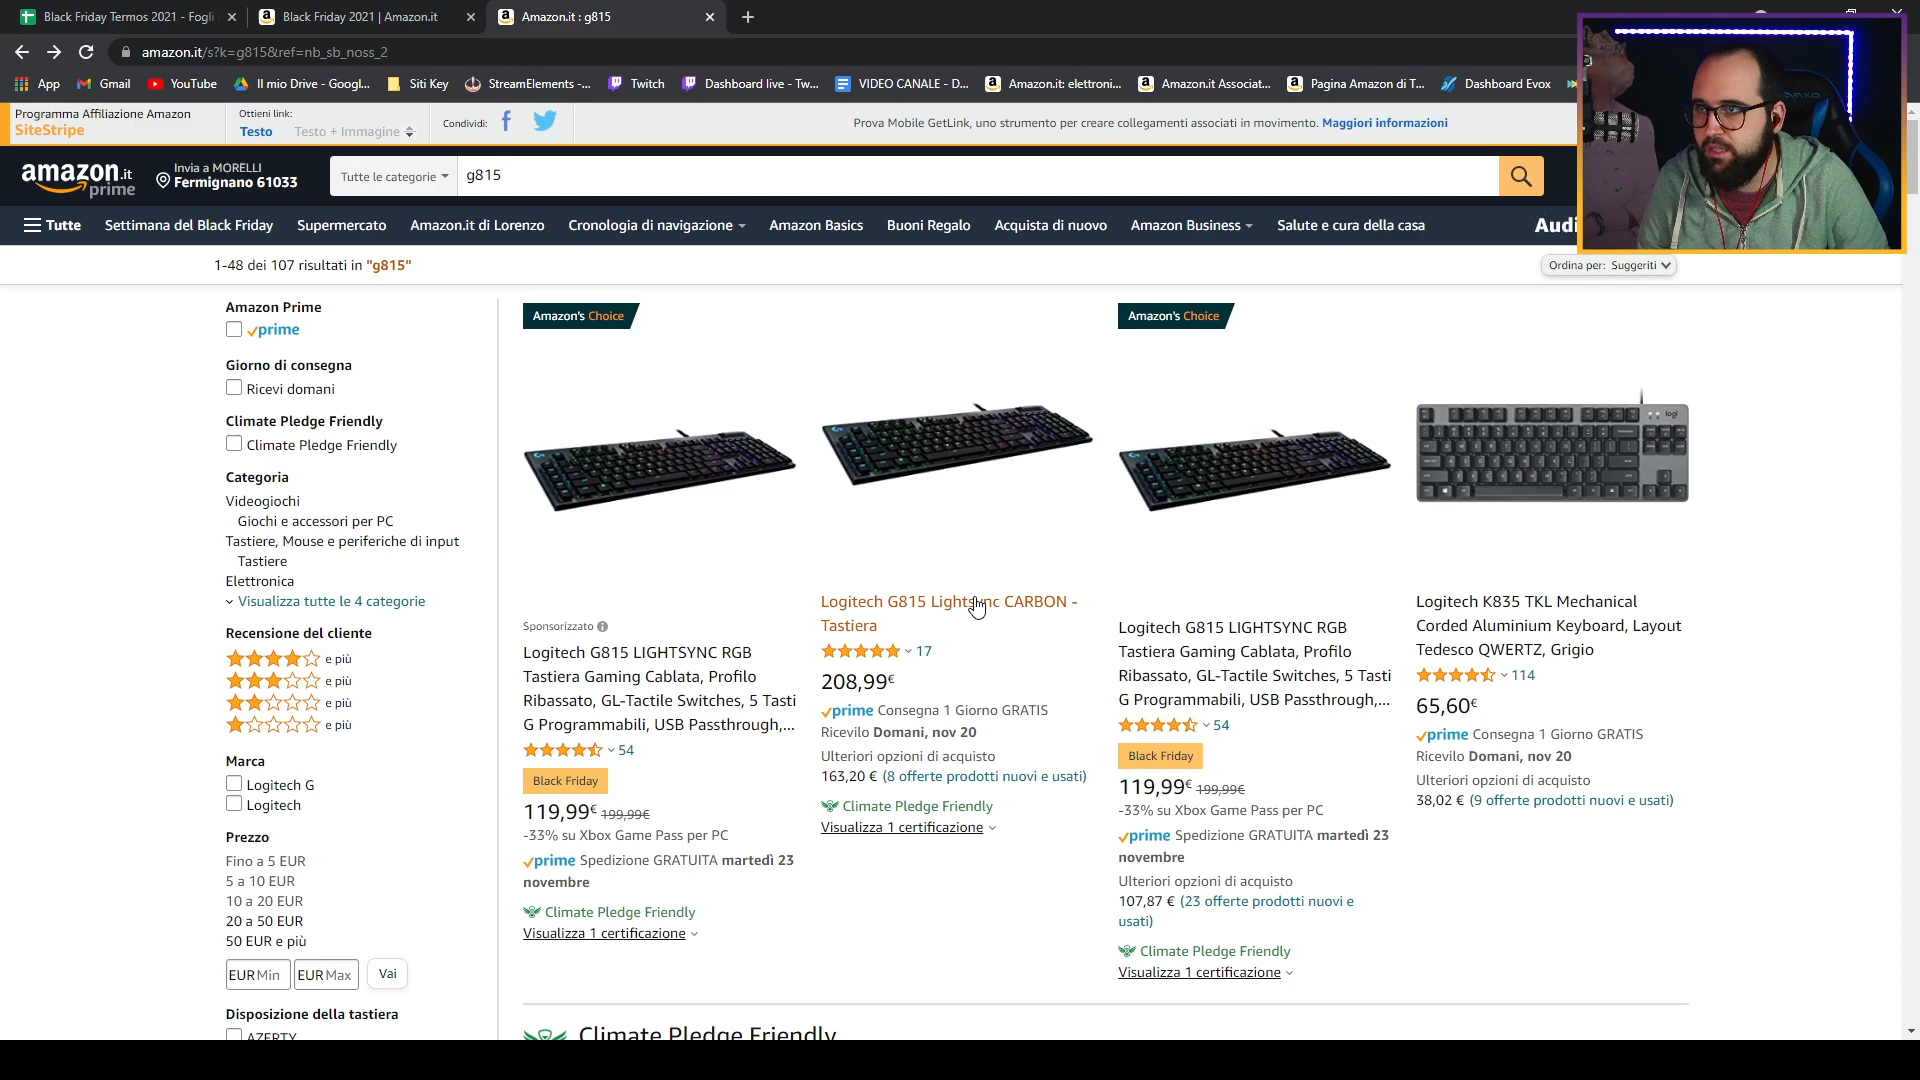 Black Friday Termos 2021 - Fogli
Black Friday 2021 | Amazon.it
Amazon.it : g815
amazon.it/s?k=g815&ref=nb_sb_noss_2
App
Gmail
YouTube
Il mio Drive - Googl...
Siti Key
StreamElements -...
Twitch
Dashboard live - Tw...
VIDEO CANALE - D...
Amazon.it: elettroni...
Amazon.it Associat...
Pagina Amazon di T...
Dashboard Evox
Programma Affiliazione Amazon
SiteStripe
Ottieni link:
Testo
Testo + Immagine
Condividi:
Prova Mobile GetLink, uno strumento per creare collegamenti associati in movimento. Maggiori informazioni
amazon.it
prime
Invia a MORELLI
Fermignano 61033
Tutte le categorie
g815
Tutte
Settimana del Black Friday
Supermercato
Amazon.it di Lorenzo
Cronologia di navigazione
Amazon Basics
Buoni Regalo
Acquista di nuovo
Amazon Business
Salute e cura della casa
Audi
1-48 dei 107 risultati in "g815"
Ordina per: Suggeriti
Amazon Prime
prime
Giorno di consegna
Ricevi domani
Climate Pledge Friendly
Climate Pledge Friendly
Categoria
Videogiochi
Giochi e accessori per PC
Tastiere, Mouse e periferiche di input
Tastiere
Elettronica
Visualizza tutte le 4 categorie
Recensione del cliente
e più
e più
e più
e più
Marca
Logitech G
Logitech
Prezzo
Fino a 5 EUR
5 a 10 EUR
10 a 20 EUR
20 a 50 EUR
50 EUR e più
EUR Min
EUR Max
Vai
Disposizione della tastiera
AZERTY
Amazon's Choice
Sponsorizzato
Logitech G815 LIGHTSYNC RGB
Tastiera Gaming Cablata, Profilo
Ribassato, GL-Tactile Switches, 5 Tasti
G Programmabili, USB Passthrough,...
54
Black Friday
119,99€ 199,99€
-33% su Xbox Game Pass per PC
prime Spedizione GRATUITA martedì 23
novembre
Climate Pledge Friendly
Visualizza 1 certificazione
Logitech G815 Lightsync CARBON -
Tastiera
17
208,99€
prime Consegna 1 Giorno GRATIS
Ricevilo Domani, nov 20
Ulteriori opzioni di acquisto
163,20 € (8 offerte prodotti nuovi e usati)
Climate Pledge Friendly
Visualizza 1 certificazione
Amazon's Choice
Logitech G815 LIGHTSYNC RGB
Tastiera Gaming Cablata, Profilo
Ribassato, GL-Tactile Switches, 5 Tasti
G Programmabili, USB Passthrough,...
54
Black Friday
119,99€ 199,99€
-33% su Xbox Game Pass per PC
prime Spedizione GRATUITA martedì 23
novembre
Ulteriori opzioni di acquisto
107,87 € (23 offerte prodotti nuovi e
usati)
Climate Pledge Friendly
Visualizza 1 certificazione
logi
Logitech K835 TKL Mechanical
Corded Aluminium Keyboard, Layout
Tedesco QWERTZ, Grigio
114
65,60€
prime Consegna 1 Giorno GRATIS
Ricevilo Domani, nov 20
Ulteriori opzioni di acquisto
38,02 € (9 offerte prodotti nuovi e usati)
Climate Pledge Friendly